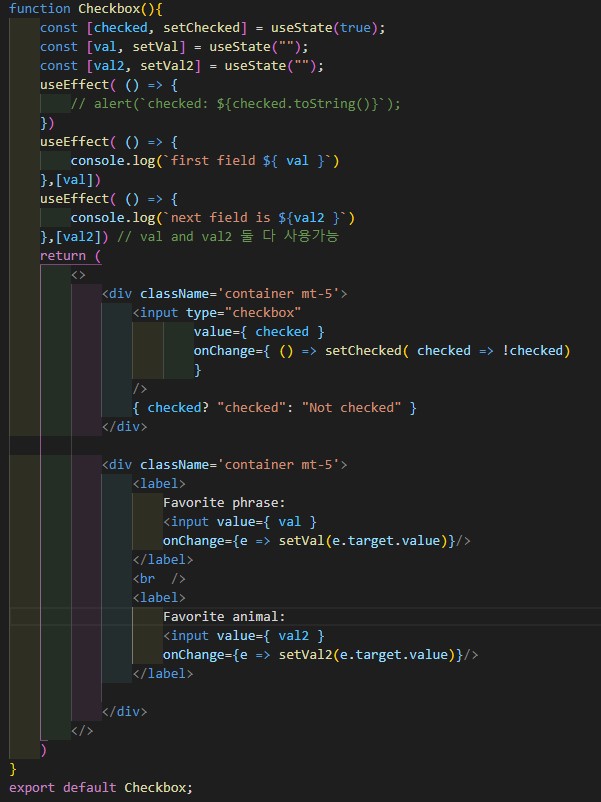 function Checkbox(){
    const [checked, setChecked] = useState(true);
    const [val, setVal] = useState("");
    const [val2, setVal2] = useState("");
    useEffect( () => {
        // alert(`checked: ${checked.toString()}`);
    })
    useEffect( () => {
        console.log(`first field ${ val }`)
    },[val])
    useEffect( () => {
        console.log(`next field is ${val2 }`)
    },[val2]) // val and val2 둘 다 사용가능
    return (
        <>
            <div className='container mt-5'>
                <input type="checkbox"
                        value={ checked }
                        onChange={ () => setChecked( checked => !checked)
                        }
                />
                { checked? "checked": "Not checked" }
            </div>

            <div className='container mt-5'>
                <label>
                    Favorite phrase:
                    <input value={ val }
                    onChange={e => setVal(e.target.value)}/>
                </label>
                <br  />
                <label>
                    Favorite animal:
                    <input value={ val2 }
                    onChange={e => setVal2(e.target.value)}/>
                </label>

            </div>
        </>
    )
}
export default Checkbox;